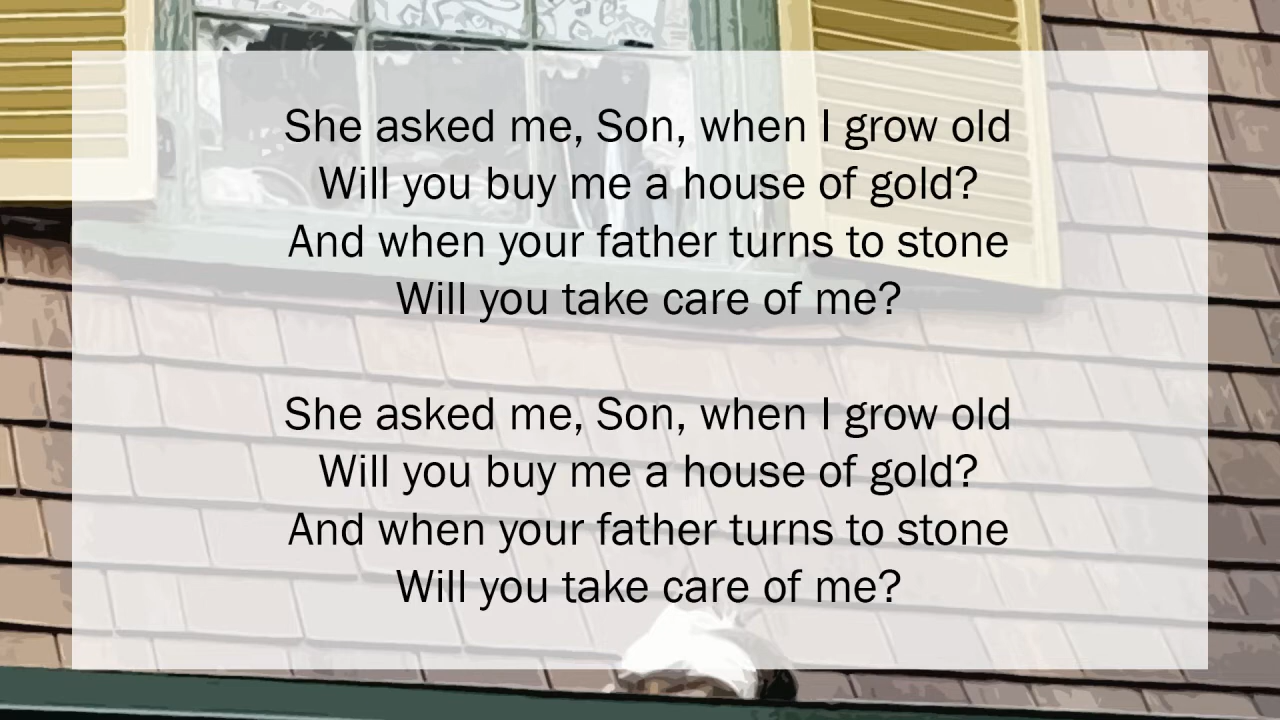 She asked me, Son, when I grow old
Will you buy me a house of gold?
And when your father turns to stone
Will you take care of me?
She asked me, Son, when I grow old
Will you buy me a house of gold?
And when your father turns to stone
Will you take care of me?